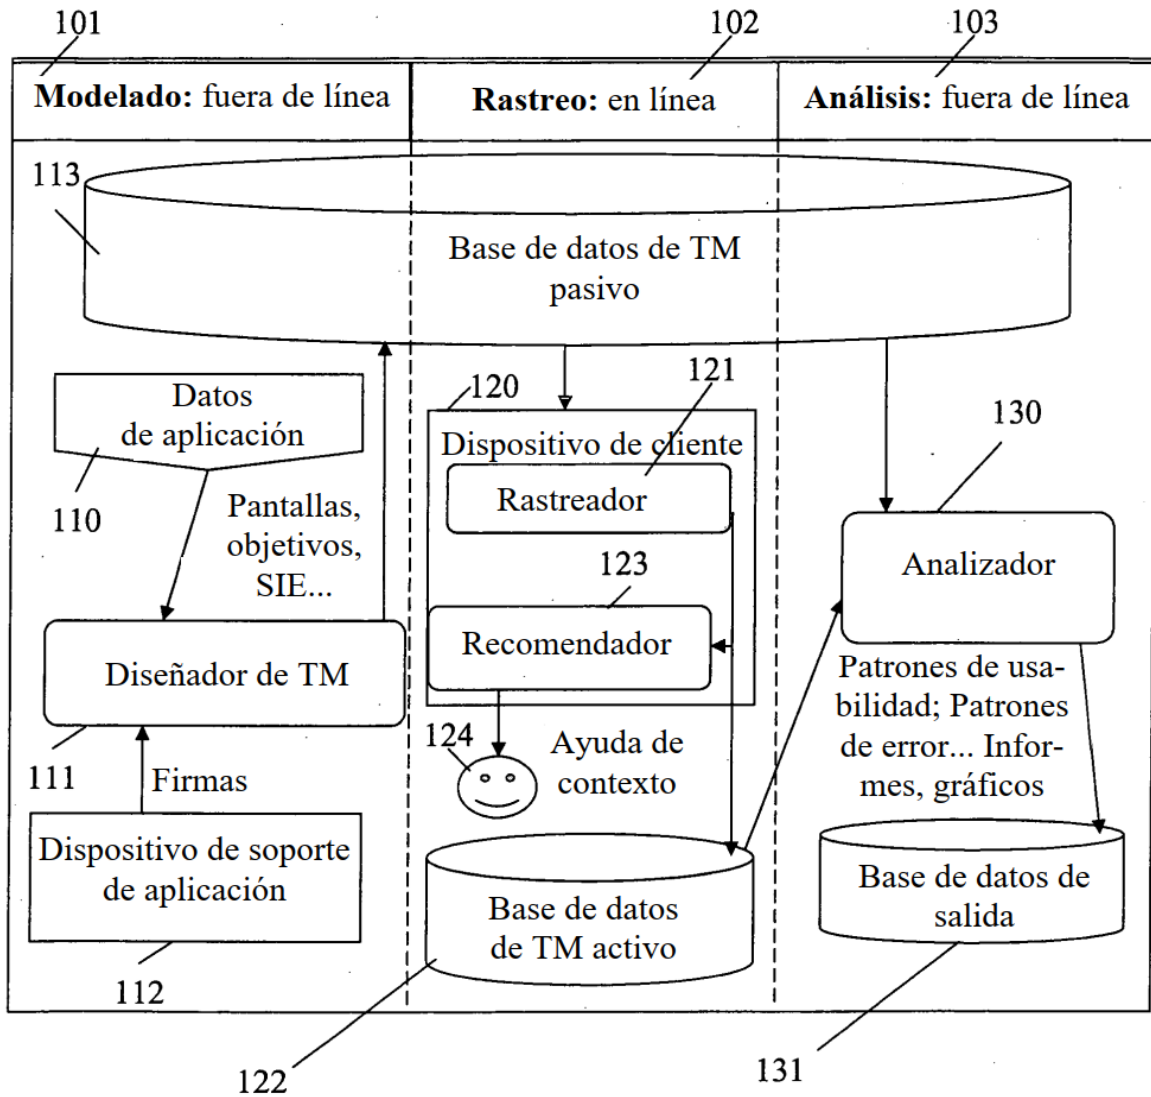 101
102
103
Modelado: fuera de línea
Rastreo: en línea
Análisis: fuera de línea
113
Base de datos de TM
pasivo
Datos
de aplicación
110
Pantallas,
objetivos,
SIE...
Diseñador de TM
111
Firmas
Dispositivo de soporte
de aplicación
112
120
121
Dispositivo de cliente
Rastreador
123
Recomendador
124
Ayuda de
contexto
Base de datos
de TM activo
122
130
Analizador
Patrones de usa-
bilidad; Patrones
de error... Infor-
mes, gráficos
Base de datos de
salida
131